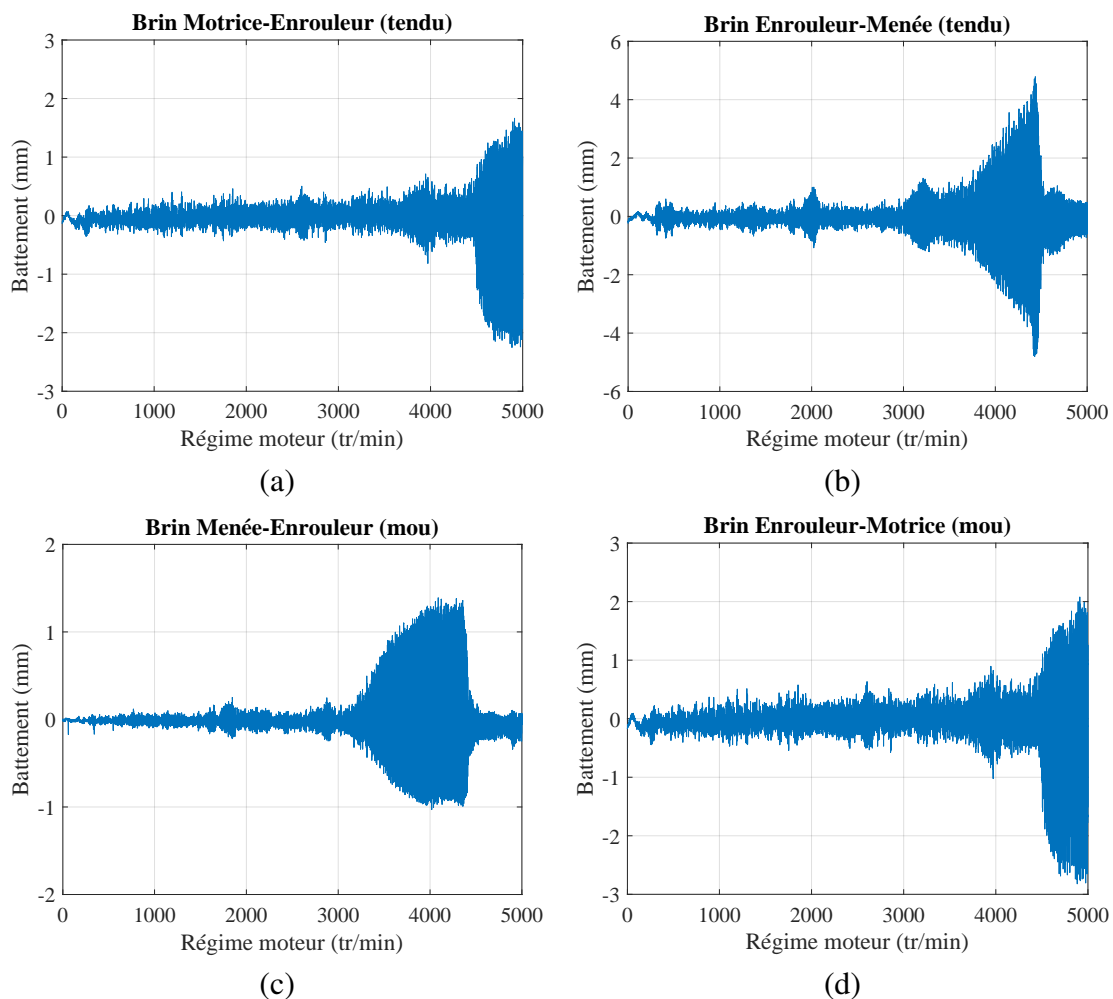 Brin Motrice-Enrouleur (tendu)
3
2
1
0
-1
-2
-3
Battement (mm)
0 1000 2000 3000 4000 5000
Régime moteur (tr/min)
(a)
Brin Enrouleur-Menée (tendu)
6
4
2
0
-2
-4
-6
Battement (mm)
0 1000 2000 3000 4000 5000
Régime moteur (tr/min)
(b)
Brin Menée-Enrouleur (mou)
2
1
0
-1
-2
Battement (mm)
0 1000 2000 3000 4000 5000
Régime moteur (tr/min)
(c)
Brin Enrouleur-Motrice (mou)
3
2
1
0
-1
-2
-3
Battement (mm)
0 1000 2000 3000 4000 5000
Régime moteur (tr/min)
(d)